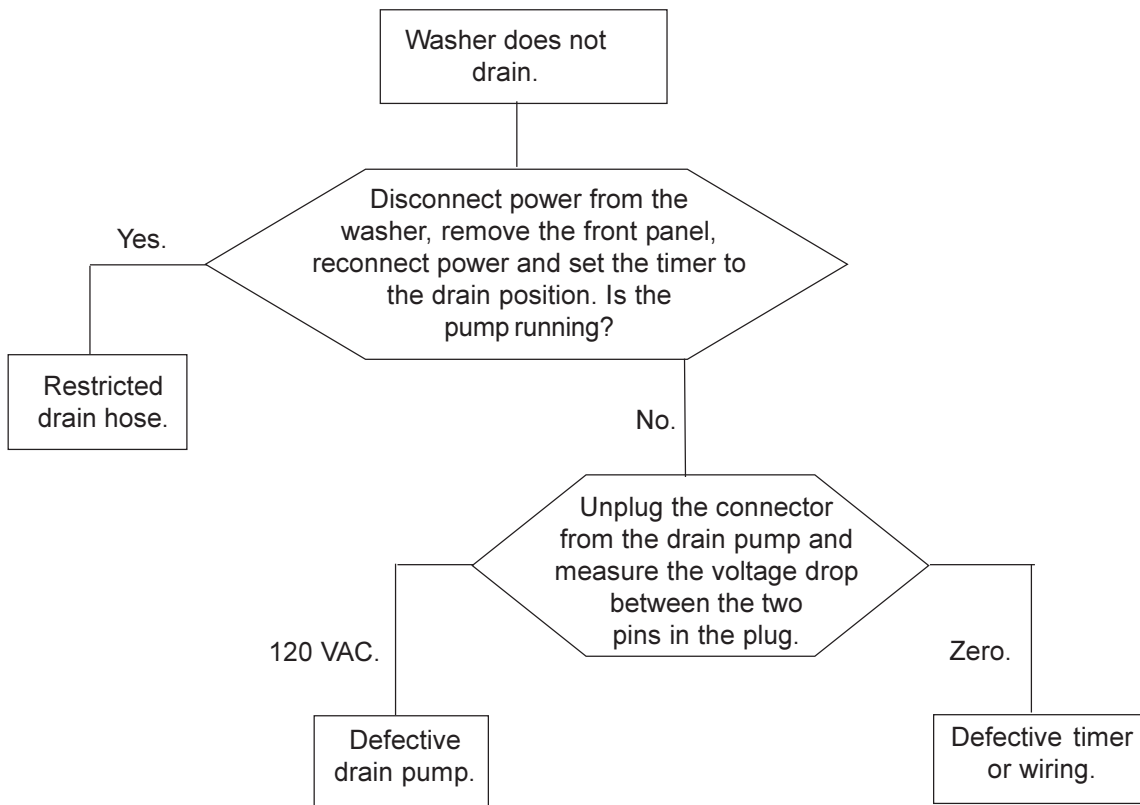 Washer does not
drain.
Disconnect power from the
washer, remove the front panel,
reconnect power and set the timer to
the drain position. Is the
pump running?
Yes.
Restricted
drain hose.
No.
Unplug the connector
from the drain pump and
measure the voltage drop
between the two
pins in the plug.
120 VAC.
Zero.
Defective
drain pump.
Defective timer
or wiring.